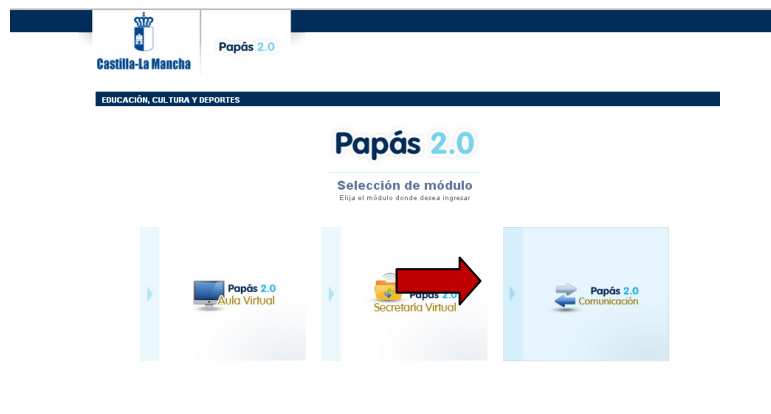 Castilla-La Mancha
Papás 2.0
EDUCACIÓN, CULTURA Y DEPORTES
Papás 2.0
Selección de módulo
Elija el módulo donde desea ingresar
Papás 2.0
Aula Virtual
Papás 2.0
Secretaría Virtual
Papás 2.0
Comunicación